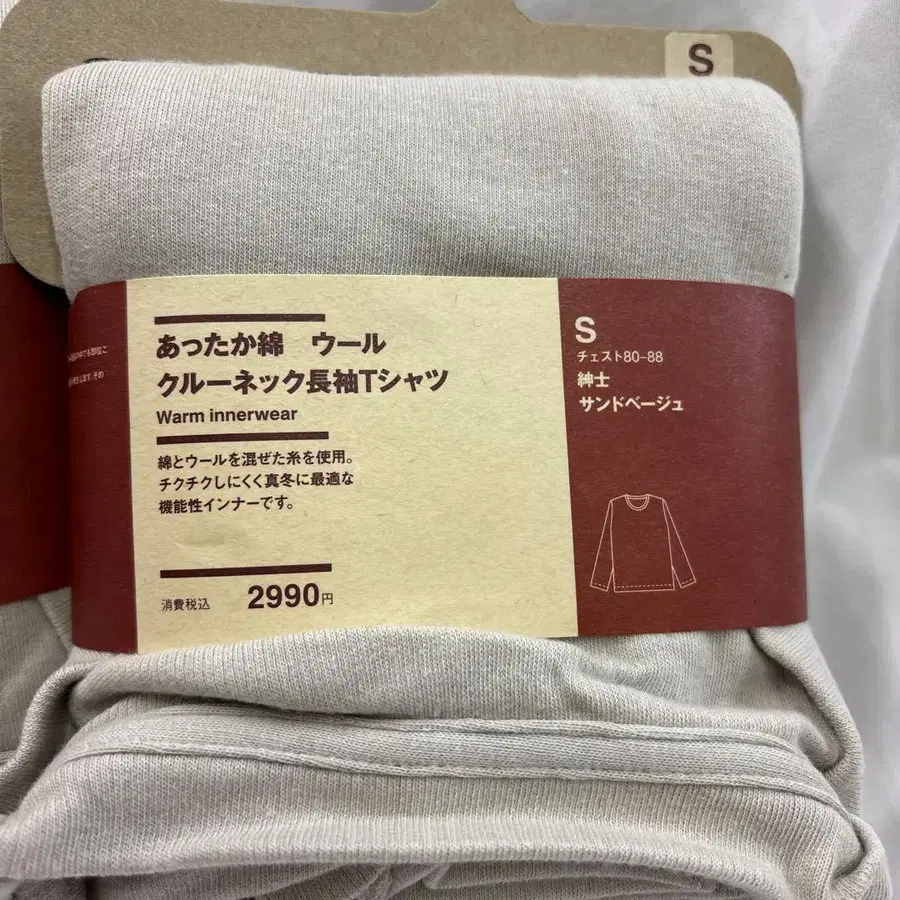 S
あったか綿 ウール
クルーネック長袖Tシャツ
Warm innerwear
綿とウールを混ぜた糸を使用。
チクチクしにくく真冬に最適な
機能性インナーです。
消費税込 2990円
S
チェスト80-88
紳士
サンドベージュ